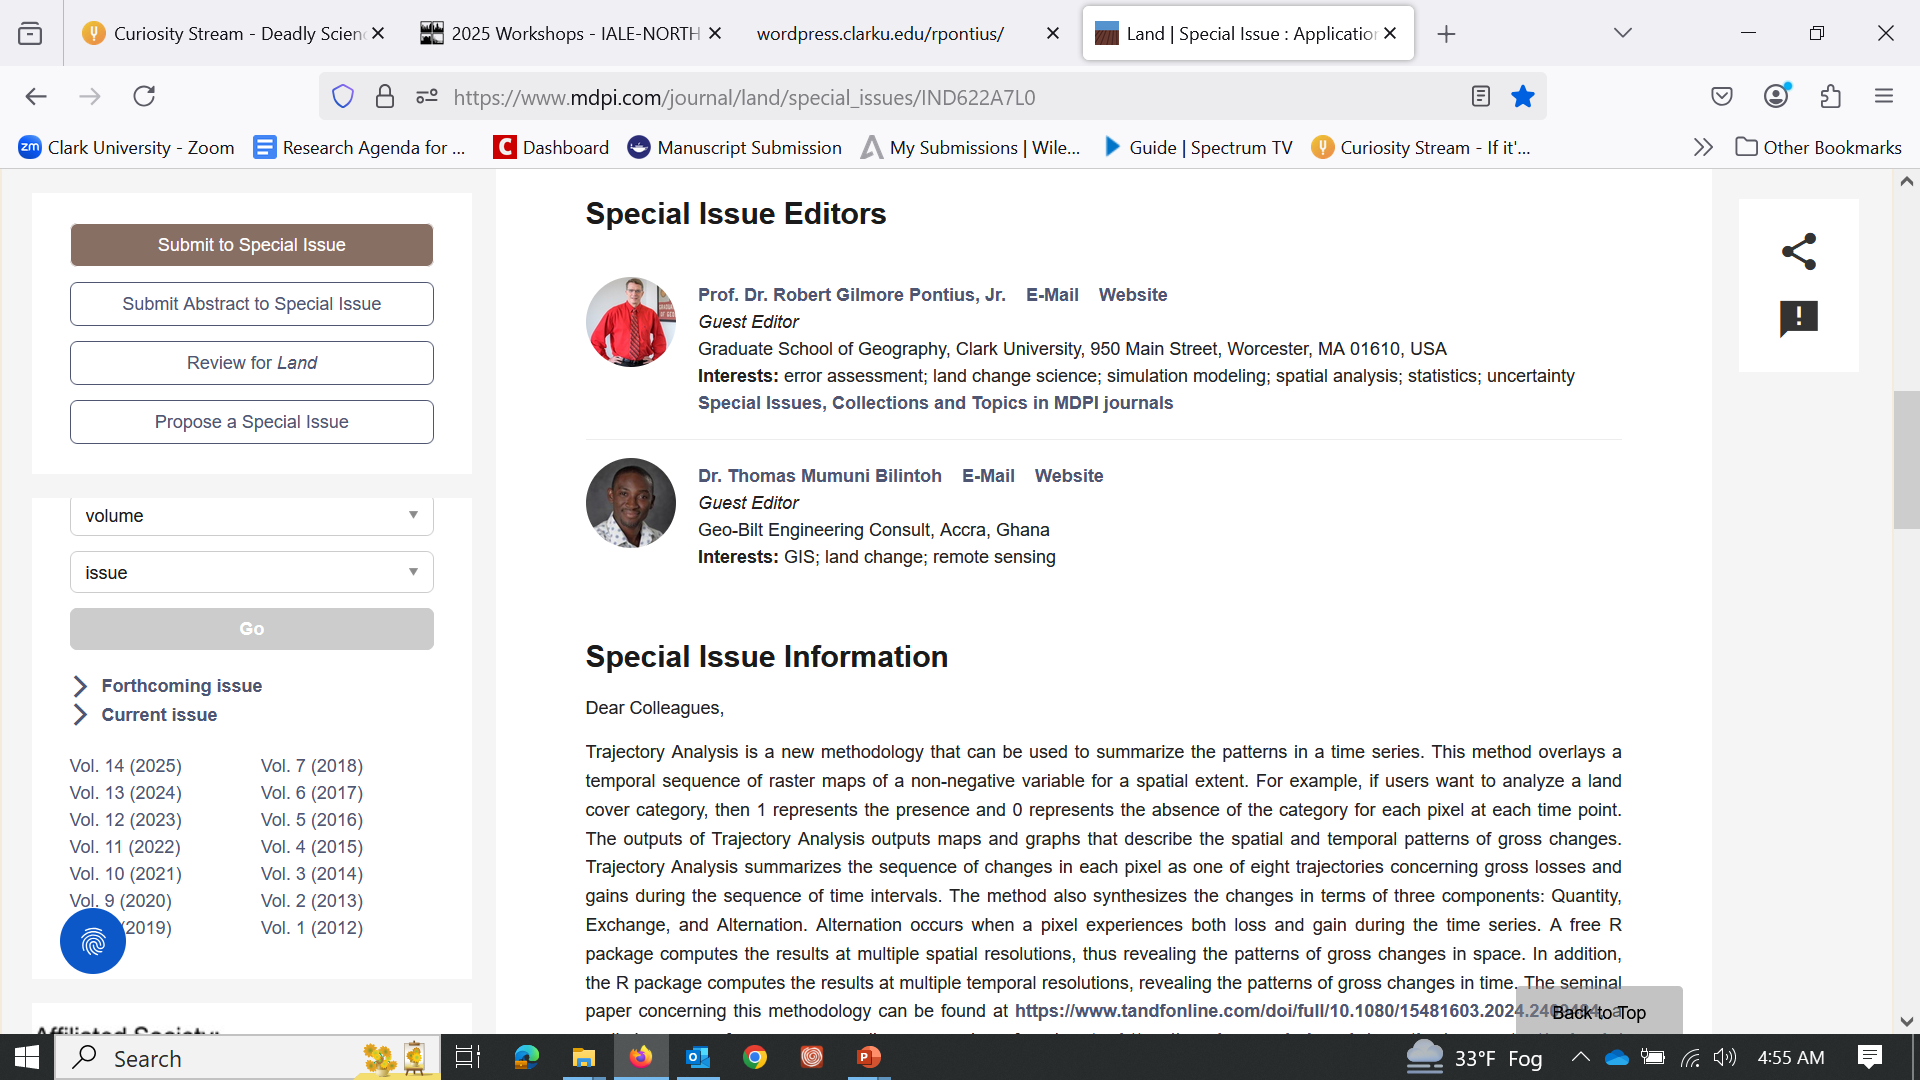 Curiosity Stream - Deadly Scien
2025 Workshops - IALE-NORTH
wordpress.clarku.edu/rpontius/
Land | Special Issue : Application
https://www.mdpi.com/journal/land/special_issues/IND622A7L0
zm Clark University - Zoom
Research Agenda for ...
C Dashboard
Manuscript Submission
My Submissions | Wile...
Guide | Spectrum TV
Curiosity Stream - If it'...
Other Bookmarks
Submit to Special Issue
Submit Abstract to Special Issue
Review for Land
Propose a Special Issue
volume
issue
Go
Forthcoming issue
Current issue
Vol. 14 (2025) Vol. 7 (2018)
Vol. 13 (2024) Vol. 6 (2017)
Vol. 12 (2023) Vol. 5 (2016)
Vol. 11 (2022) Vol. 4 (2015)
Vol. 10 (2021) Vol. 3 (2014)
Vol. 9 (2020) Vol. 2 (2013)
(2019) Vol. 1 (2012)
Affiliated Society:
Special Issue Editors
Prof. Dr. Robert Gilmore Pontius, Jr. E-Mail Website
Guest Editor
Graduate School of Geography, Clark University, 950 Main Street, Worcester, MA 01610, USA
Interests: error assessment; land change science; simulation modeling; spatial analysis; statistics; uncertainty
Special Issues, Collections and Topics in MDPI journals
Dr. Thomas Mumuni Bilintoh E-Mail Website
Guest Editor
Geo-Bilt Engineering Consult, Accra, Ghana
Interests: GIS; land change; remote sensing
Special Issue Information
Dear Colleagues,
Trajectory Analysis is a new methodology that can be used to summarize the patterns in a time series. This method overlays a
temporal sequence of raster maps of a non-negative variable for a spatial extent. For example, if users want to analyze a land
cover category, then 1 represents the presence and 0 represents the absence of the category for each pixel at each time point.
The outputs of Trajectory Analysis outputs maps and graphs that describe the spatial and temporal patterns of gross changes.
Trajectory Analysis summarizes the sequence of changes in each pixel as one of eight trajectories concerning gross losses and
gains during the sequence of time intervals. The method also synthesizes the changes in terms of three components: Quantity,
Exchange, and Alternation. Alternation occurs when a pixel experiences both loss and gain during the time series. A free R
package computes the results at multiple spatial resolutions, thus revealing the patterns of gross changes in space. In addition,
the R package computes the results at multiple temporal resolutions, revealing the patterns of gross changes in time. The seminal
paper concerning this methodology can be found at https://www.tandfonline.com/doi/full/10.1080/15481603.2024.
Back to Top
Search
33°F Fog
4:55 AM